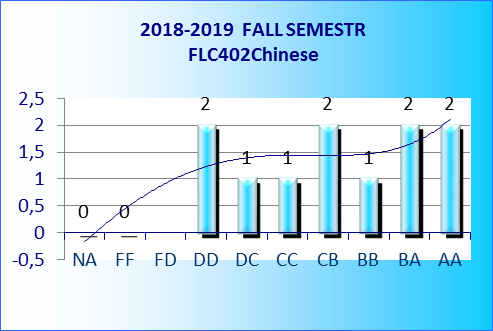 2018-2019 FALL SEMESTR
FLC402Chinese
2,5
2
1,5
1
0,5
0
-0,5
0 0 2 1 1 2 1 2 2
NA FF FD DD DC CC CB BB BA AA